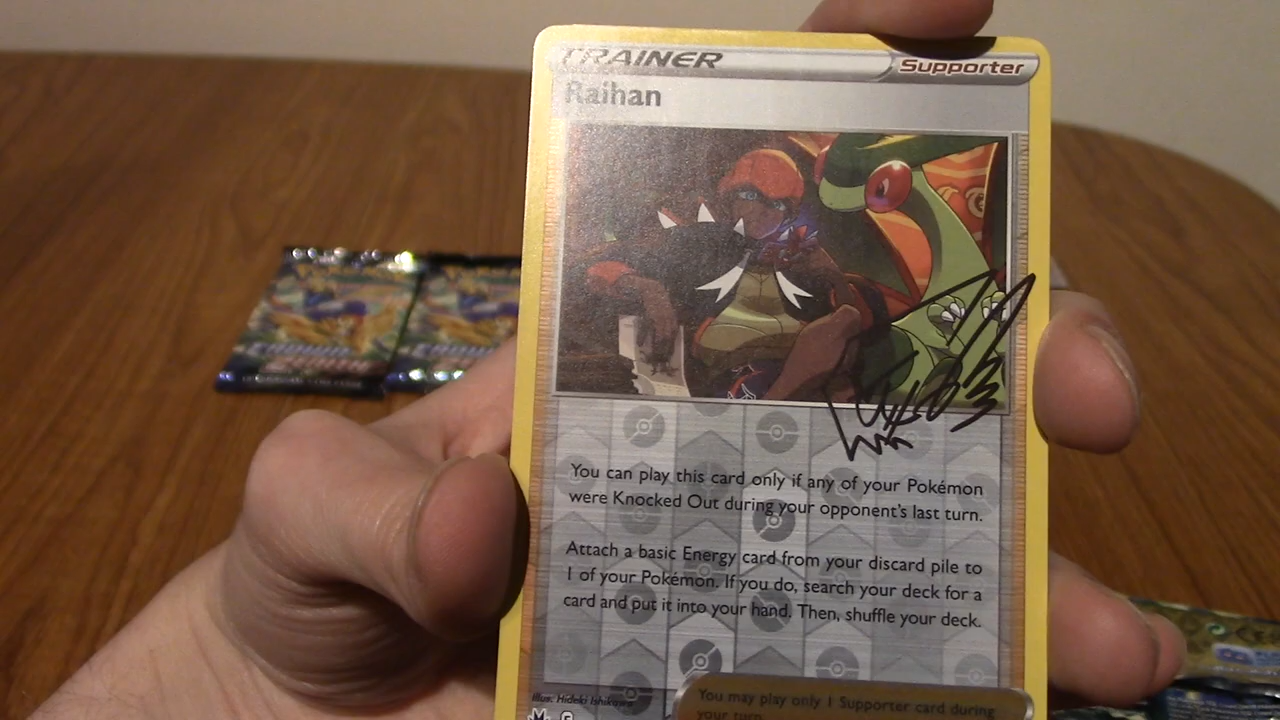 TRAINER
Supporter
Raihan
You can play this card only if any of your Pokémon
were Knocked Out during your opponent's last turn.
Attach a basic Energy card from your discard pile to
1 of your Pokémon. If you do, search your deck for a
card and put it into your hand. Then, shuffle your deck.
Illus. Hideki Ishikawa
You may play only 1 Supporter card during
your turn.